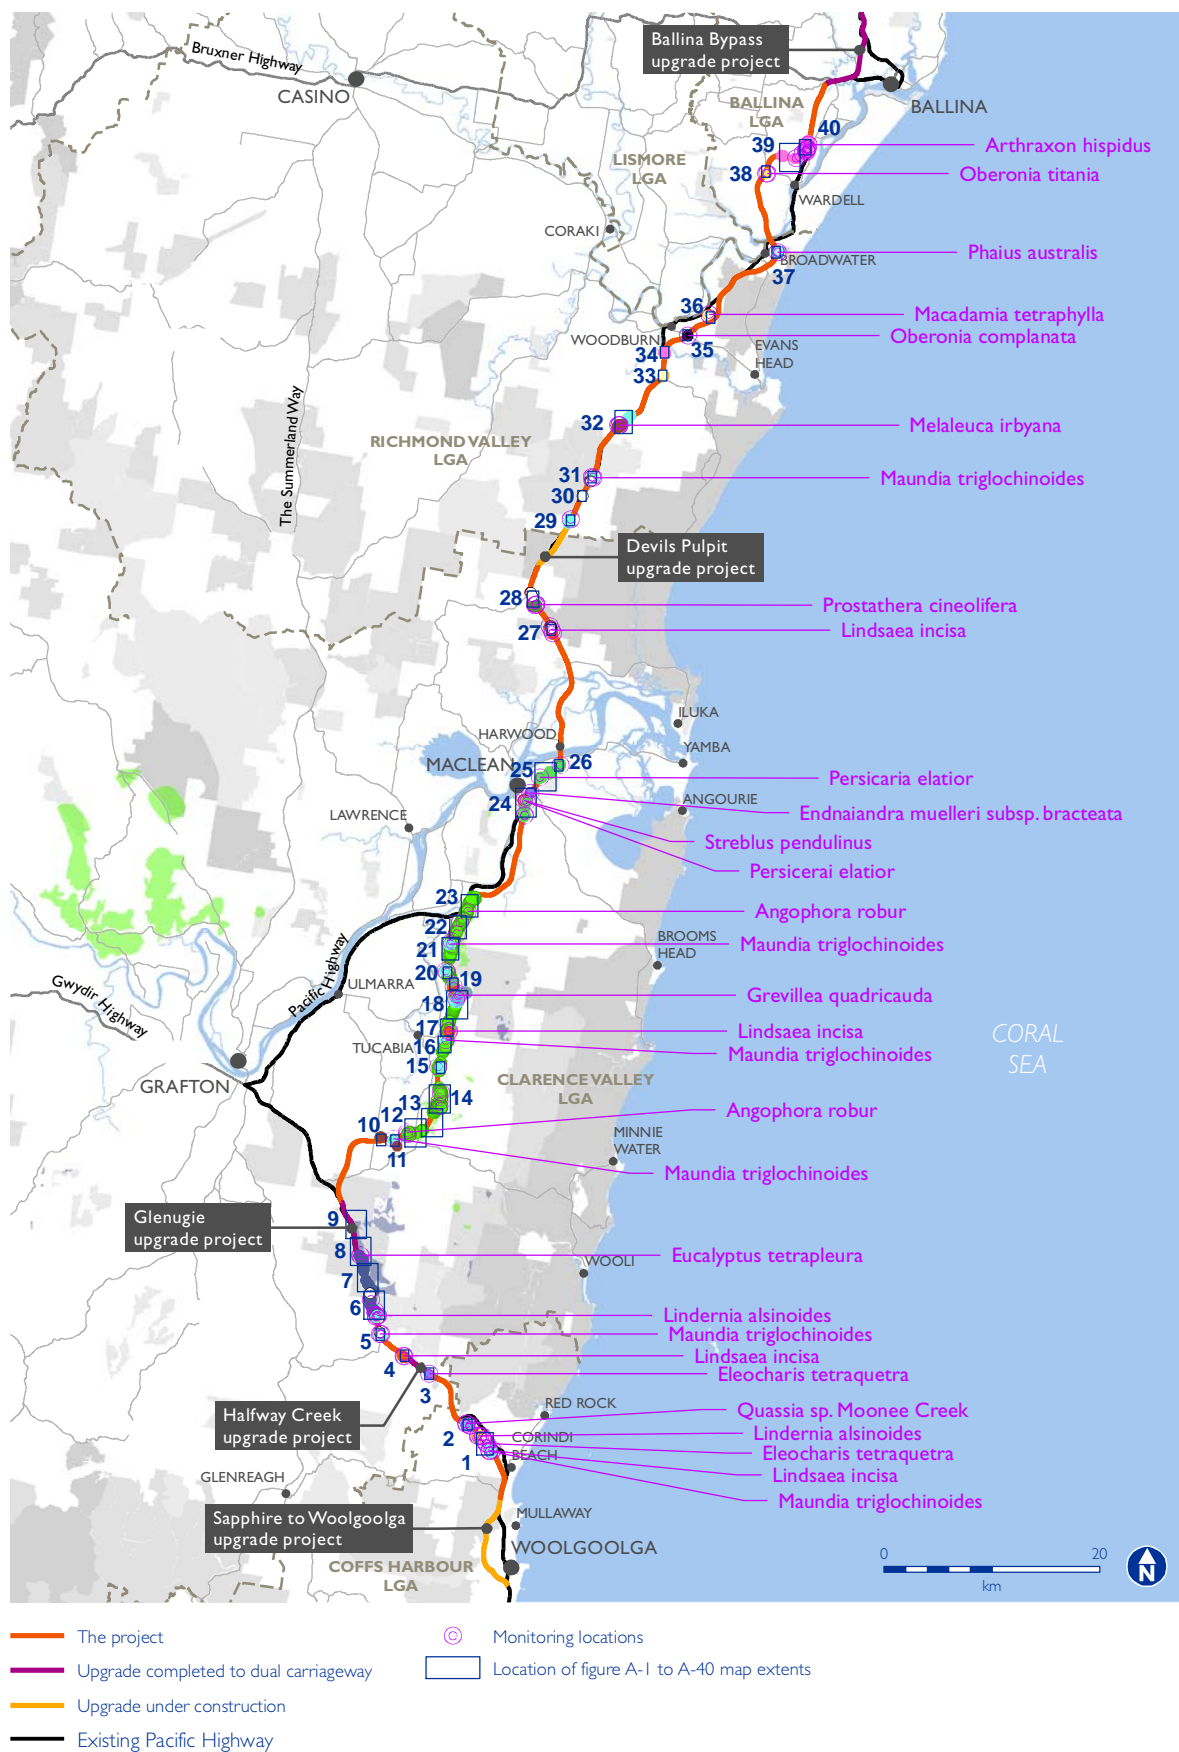 Ballina Bypass
upgrade project
Bruxner Highway
CASINO
BALLINA
BALLINA
LGA
40
39
Arthraxon hispidus
LISMORE
LGA
38
Oberonia titania
WARDELL
CORAKI
Phaius australis
BROADWATER
37
36
Macadamia tetraphylla
WOODBURN
35
Oberonia complanata
34
EVANS
HEAD
33
The Summerland Way
32
Melaleuca irbyana
RICHMOND VALLEY
LGA
31
Maundia triglochinoides
30
29
Devils Pulpit
upgrade project
28
Prostathera cineolifera
27
Lindsaea incisa
ILUKA
HARWOOD
YAMBA
MACLEAN
25
26
Persicaria elatior
24
ANGOURIE
Endnaiandra muelleri subsp. bracteata
LAWRENCE
Streblus pendulinus
Persicerai elatior
23
Angophora robur
22
BROOMS
HEAD
21
Maundia triglochinoides
Pacific Highway
20
19
ULMARRA
Gwydir Highway
18
Grevillea quadricauda
17
Lindsaea incisa
CORAL
SEA
TUCABIA
16
Maundia triglochinoides
15
GRAFTON
CLARENCE VALLEY
LGA
14
13
12
Angophora robur
10
11
MINNIE
WATER
Maundia triglochinoides
Glenugie
upgrade project
9
8
Eucalyptus tetrapleura
WOOLI
7
6
Lindernia alsinoides
5
Maundia triglochinoides
4
Lindsaea incisa
3
Eleocharis tetraquetra
Halfway Creek
upgrade project
RED ROCK
Quassia sp. Moonee Creek
2
CORINDI
BEACH
Lindernia alsinoides
1
Eleocharis tetraquetra
GLENREAGH
Lindsaea incisa
Maundia triglochinoides
Sapphire to Woolgoolga
upgrade project
MULLAWAY
WOOLGOOLGA
COFFS HARBOUR
LGA
0
20
km
N
The project
Monitoring locations
Upgrade completed to dual carriageway
Location of figure A-1 to A-40 map extents
Upgrade under construction
Existing Pacific Highway